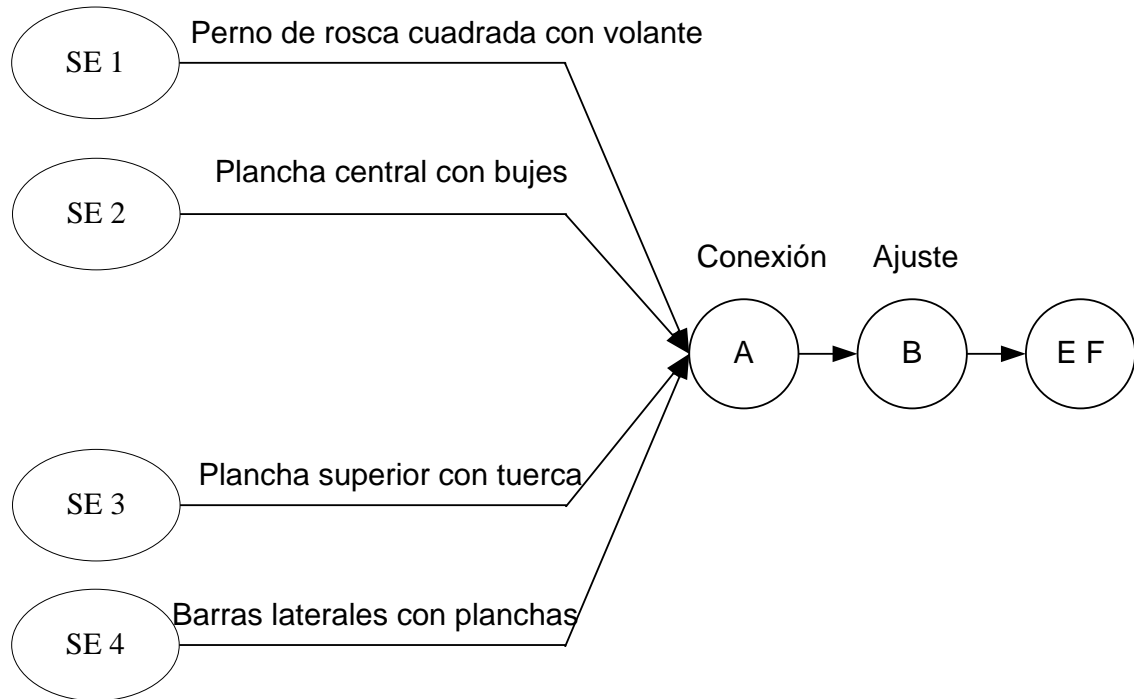 Perno de rosca cuadrada con volante
SE 1
Plancha central con bujes
SE 2
Conexión
Ajuste
A
B
E F
Plancha superior con tuerca
SE 3
Barras laterales con planchas
SE 4